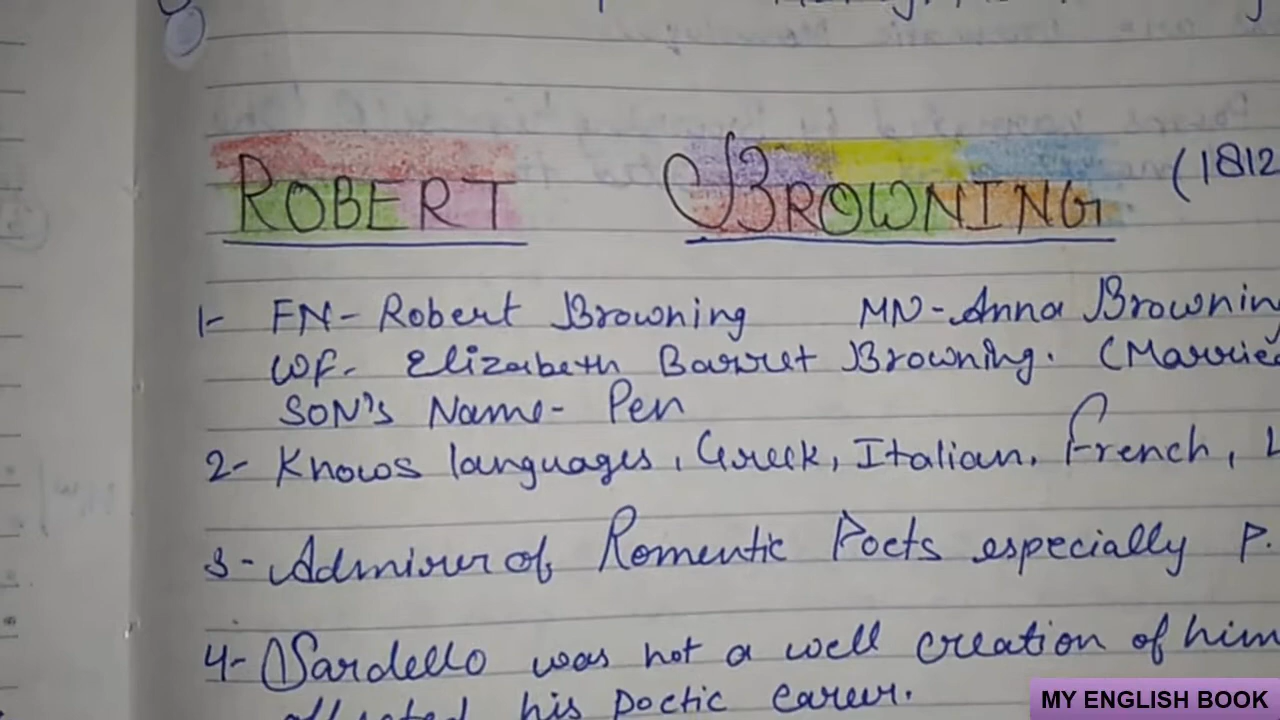 ROBERT BROWNING (1812
1- FN- Robert Browning MN- Anna Browning
WF- Elizabeth Barret Browning. (Married
SON's Name- Pen
2- Knows languages, Greek, Italian, French, L
3- Admirer of Romentic Poets especially P.
4- Sardello was not a well creation of him
his poetic career.
MY ENGLISH BOOK